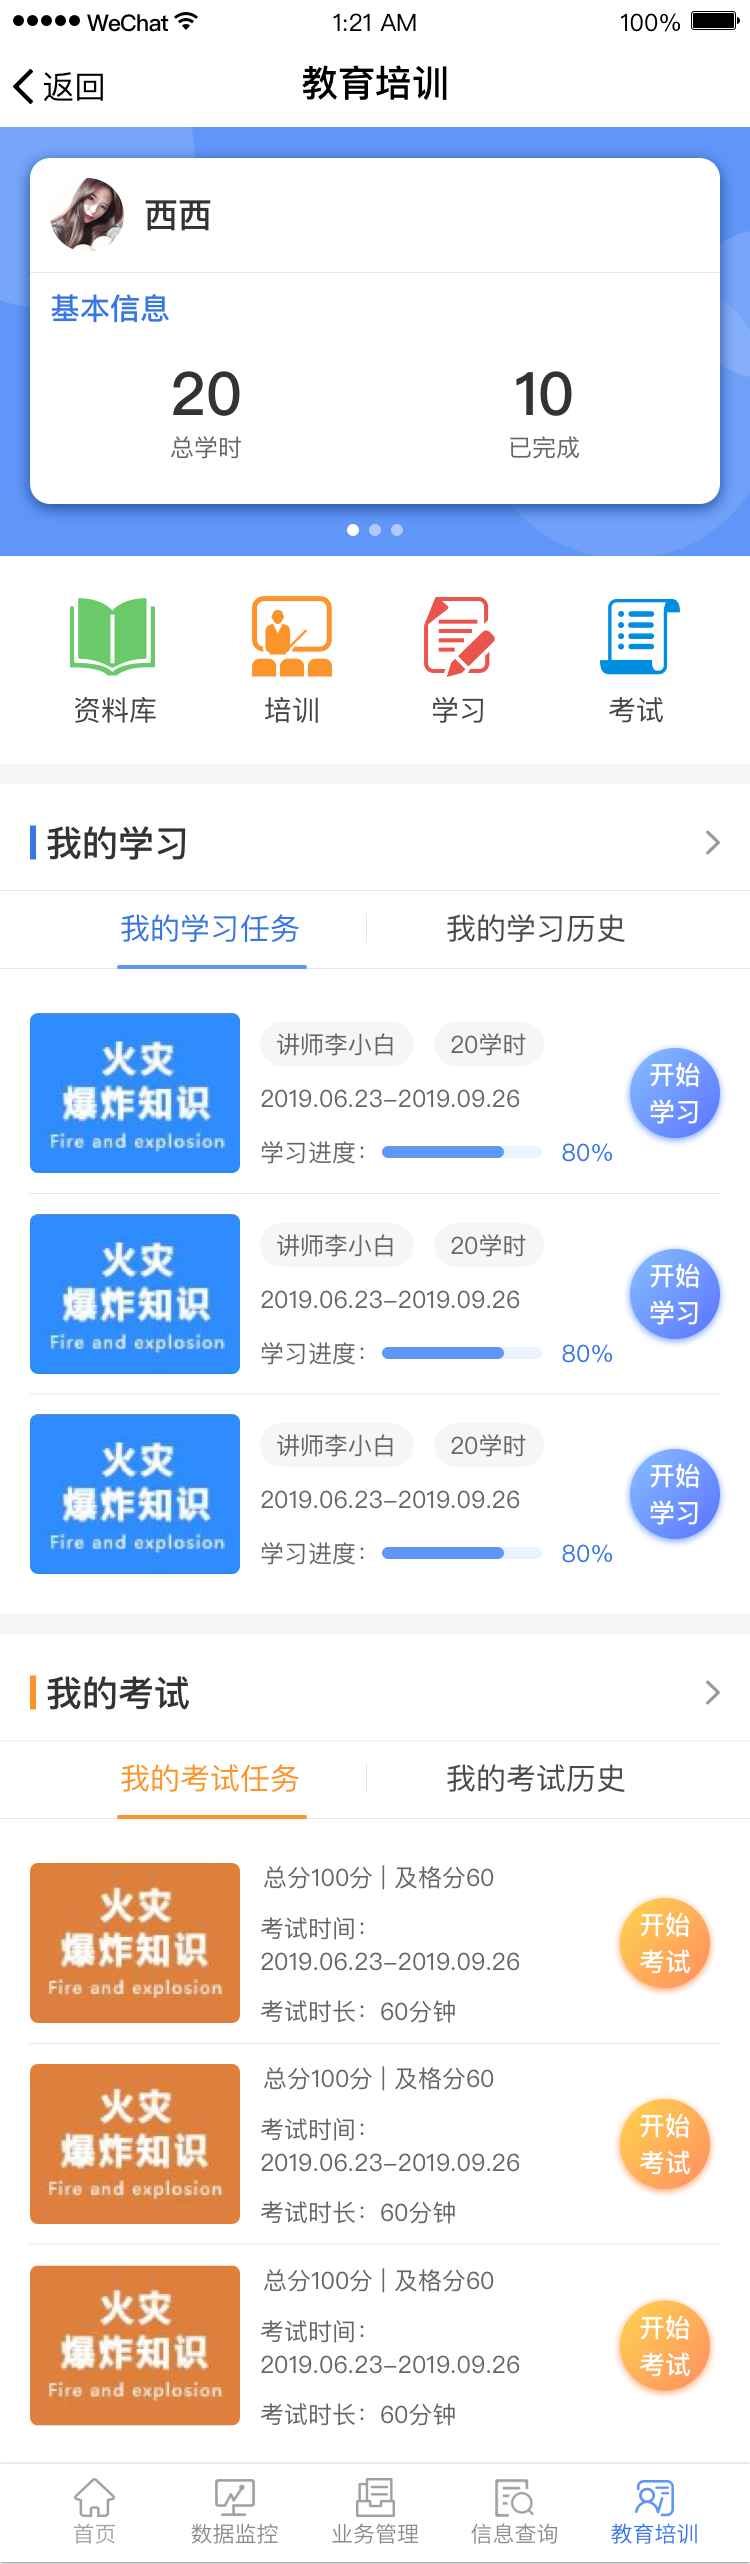 WeChat 1:21 AM 100%
返回 教育培训
西西
基本信息
20 10
总学时 已完成
资料库 培训 学习 考试
我的学习
我的学习任务 我的学习历史
火灾
爆炸知识
Fire and explosion
讲师李小白 20学时
2019.06.23-2019.09.26
学习进度： 80%
开始
学习
火灾
爆炸知识
Fire and explosion
讲师李小白 20学时
2019.06.23-2019.09.26
学习进度： 80%
开始
学习
火灾
爆炸知识
Fire and explosion
讲师李小白 20学时
2019.06.23-2019.09.26
学习进度： 80%
开始
学习
我的考试
我的考试任务 我的考试历史
火灾
爆炸知识
Fire and explosion
总分100分 | 及格分60
考试时间：
2019.06.23-2019.09.26
考试时长：60分钟
开始
考试
火灾
爆炸知识
Fire and explosion
总分100分 | 及格分60
考试时间：
2019.06.23-2019.09.26
考试时长：60分钟
开始
考试
火灾
爆炸知识
Fire and explosion
总分100分 | 及格分60
考试时间：
2019.06.23-2019.09.26
考试时长：60分钟
开始
考试
首页 数据监控 业务管理 信息查询 教育培训